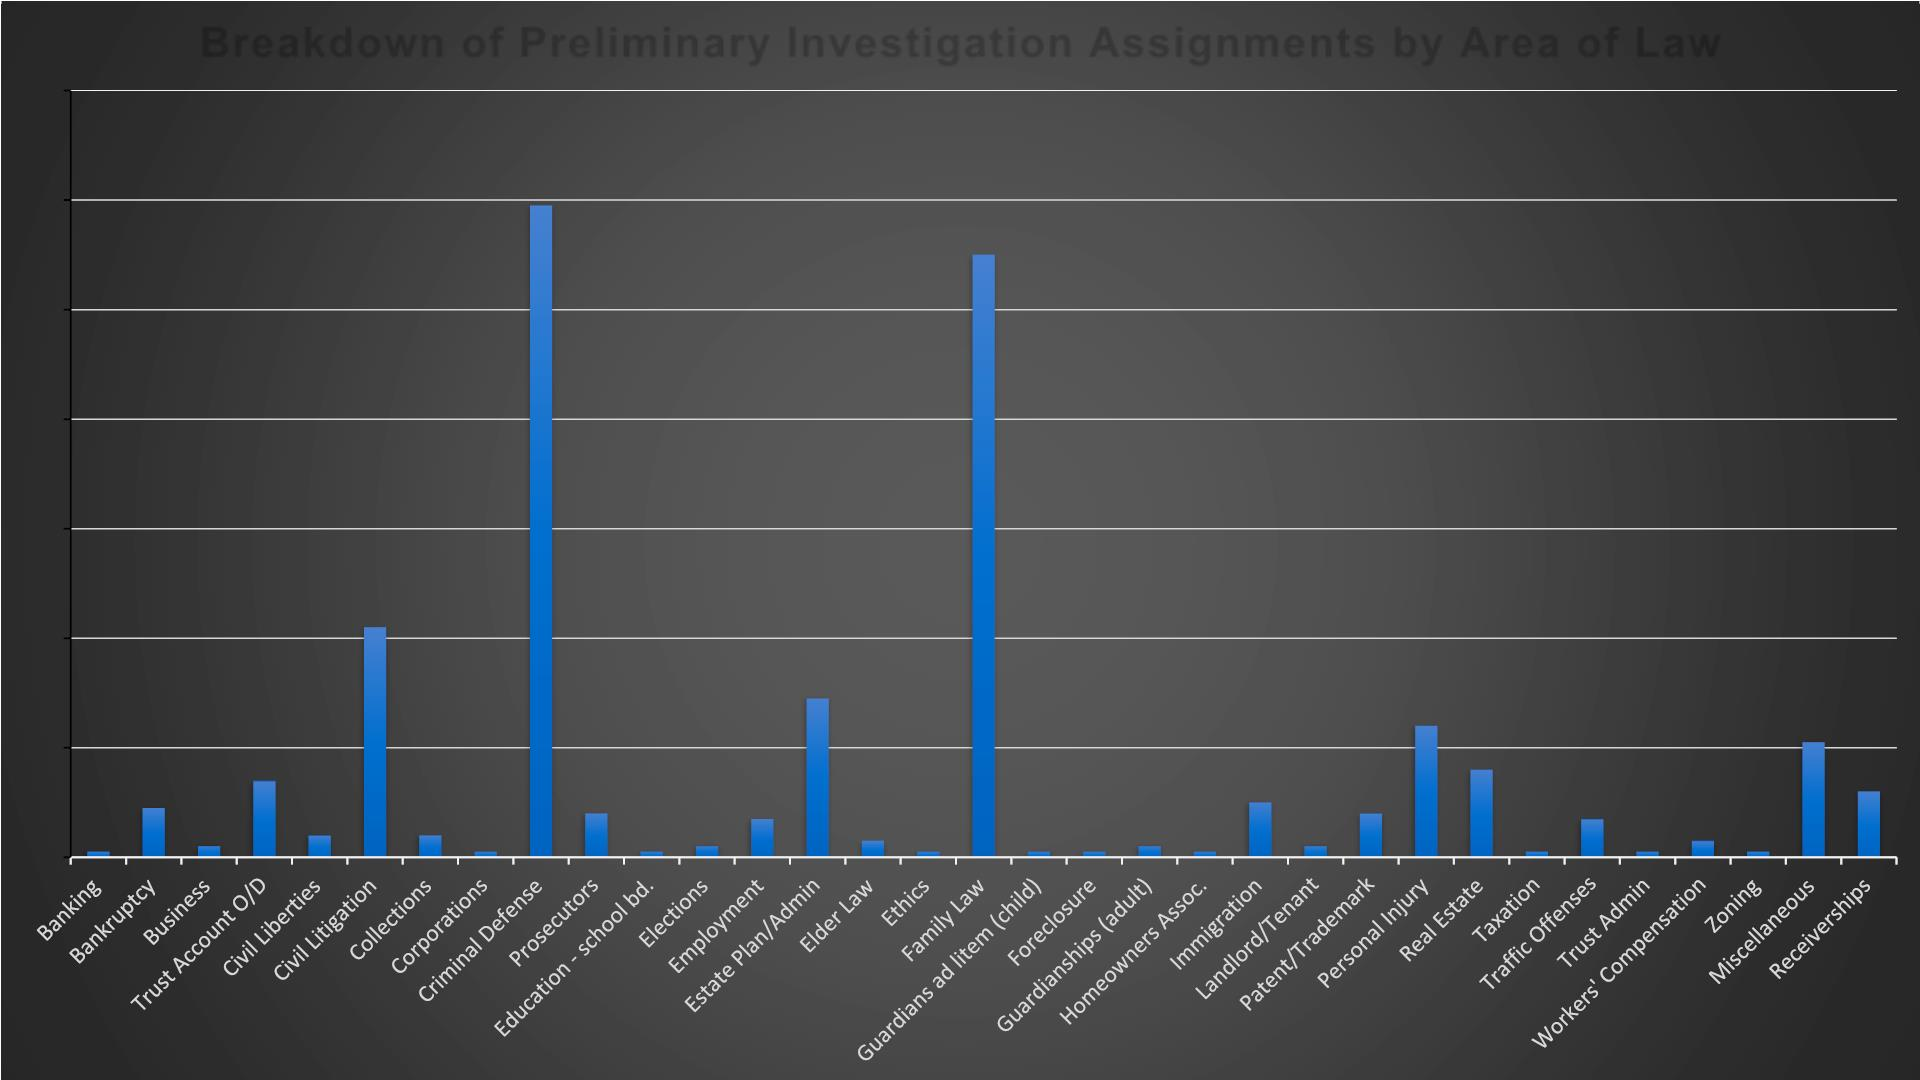 Breakdown of Preliminary Investigation Assignments by Area of Law
Banking
Bankruptcy
Business
Trust Account O/D
Civil Liberties
Civil Litigation
Collections
Corporations
Criminal Defense
Prosecutors
Education - school bd.
Elections
Employment
Estate Plan/Admin
Elder Law
Ethics
Family Law
Guardians ad litem (child)
Foreclosure
Guardianships (adult)
Homeowners Assoc.
Immigration
Landlord/Tenant
Patent/Trademark
Personal Injury
Real Estate
Taxation
Traffic Offenses
Trust Admin
Workers' Compensation
Zoning
Miscellaneous
Receiverships